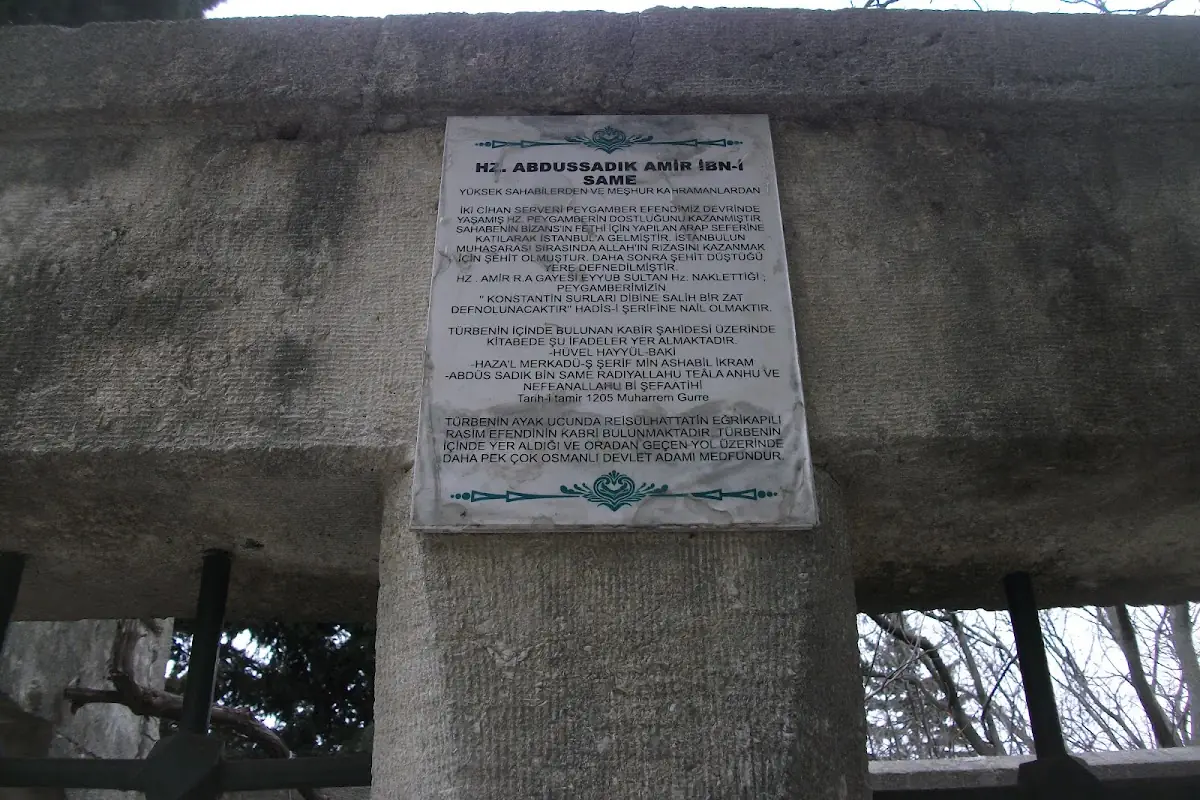 HZ. ABDUSSADIK AMİR İBN-İ
SAME
YÜKSEK SAHABİLERDEN VE MEŞHUR KAHRAMANLARDAN
İKİ CİHAN SERVERİ PEYGAMBER EFENDİMİZ DEVRİNDE
YAŞAMIŞ HZ. PEYGAMBERİN DOSTLUĞUNU KAZANMIŞTIR.
SAHABENİN BİZANS'IN FETHİ İÇİN YAPILAN ARAP SEFERİNE
KATILARAK İSTANBUL'A GELMİŞTİR. İSTANBULUN
MUHASARASI SIRASINDA ALLAH'IN RIZASINI KAZANMAK
İÇİN ŞEHİT OLMUŞTUR. DAHA SONRA ŞEHİT DÜŞTÜĞÜ
YERE DEFNEDİLMİŞTİR.
HZ . AMİR R.A GAYESİ EYYUB SULTAN Hz. NAKLETTİĞİ ;
PEYGAMBERİMİZİN
" KONSTANTİN SURLARI DİBİNE SALİH BİR ZAT
DEFNOLUNACAKTIR" HADİS-İ ŞERİFİNE NAİL OLMAKTIR.
TÜRBENİN İÇİNDE BULUNAN KABİR ŞAHİDESİ ÜZERİNDE
KİTABEDE ŞU İFADELER YER ALMAKTADIR.
-HÜVEL HAYYÜL-BAKİ
-HAZA'L MERKADÜ-Ş ŞERİF MİN ASHABİL İKRAM
-ABDÜS SADIK BİN SAME RADIYALLAHU TEÂLA ANHU VE
NEFEANALLAHU Bİ ŞEFAATİHİ
Tarih-i tamir 1205 Muharrem Gurre
TÜRBENİN AYAK UCUNDA REİSÜLHATTATİN EĞRİKAPILI
RASİM EFENDİNİN KABRİ BULUNMAKTADIR. TÜRBENİN
İÇİNDE YER ALDIĞI VE ORADAN GEÇEN YOL ÜZERİNDE
DAHA PEK ÇOK OSMANLI DEVLET ADAMI MEDFUNDUR.